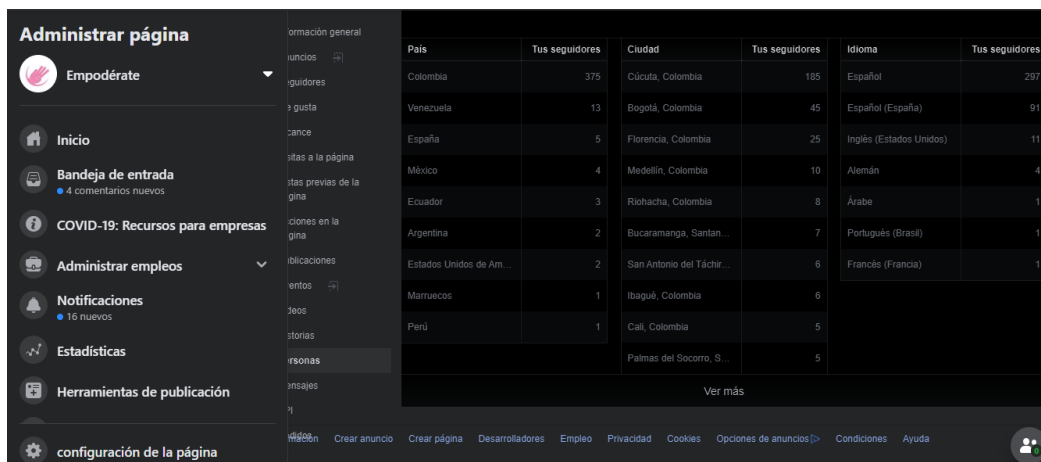 Administrar página
Empodérate
Inicio
Bandeja de entrada
4 comentarios nuevos
COVID-19: Recursos para empresas
Administrar empleos
Notificaciones
16 nuevos
Estadísticas
Herramientas de publicación
configuración de la página
formación general
uncios
guidores
gusta
cance
sitas a la página
stas previas de la
gina
ciones en la
gina
blicaciones
entos
deos
storias
ersonas
ensajes
PI
País Tus seguidores
Colombia 375
Venezuela 13
España 5
México 4
Ecuador 3
Argentina 2
Estados Unidos de Am... 2
Marruecos 1
Perú 1
Ciudad Tus seguidores
Cúcuta, Colombia 185
Bogotá, Colombia 45
Florencia, Colombia 25
Medellín, Colombia 10
Riohacha, Colombia 8
Bucaramanga, Santan... 7
San Antonio del Táchir... 6
Ibagué, Colombia 6
Cali, Colombia 5
Palmas del Socorro, S... 5
Idioma Tus seguidores
Español 297
Español (España) 91
Inglés (Estados Unidos) 11
Alemán 4
Árabe 1
Portugués (Brasil) 1
Francés (Francia) 1
Ver más
Crear anuncio Crear página Desarrolladores Empleo Privacidad Cookies Opciones de anuncios Condiciones Ayuda
0